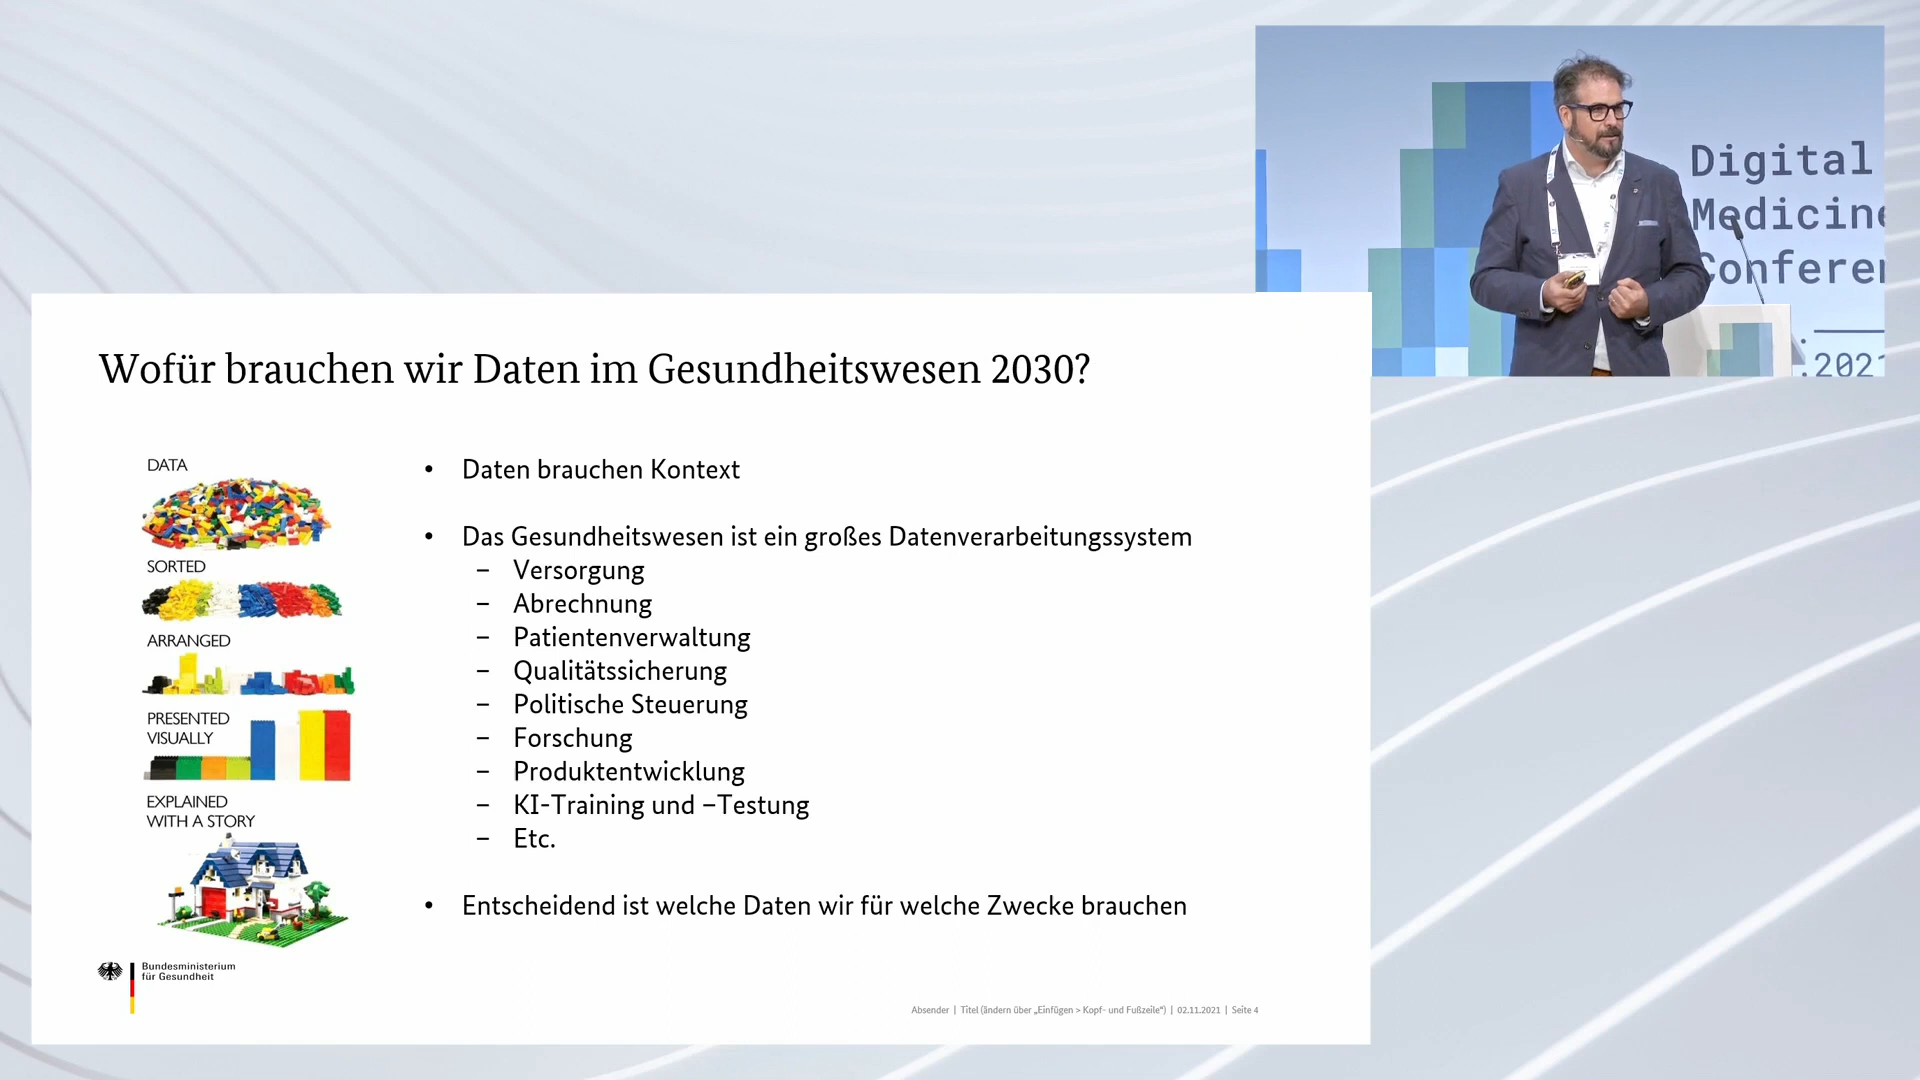 Digital
Medicine
Conferen
.2021
Wofür brauchen wir Daten im Gesundheitswesen 2030?
DATA
SORTED
ARRANGED
PRESENTED
VISUALLY
EXPLAINED
WITH A STORY
• Daten brauchen Kontext
• Das Gesundheitswesen ist ein großes Datenverarbeitungssystem
– Versorgung
– Abrechnung
– Patientenverwaltung
– Qualitätssicherung
– Politische Steuerung
– Forschung
– Produktentwicklung
– KI-Training und –Testung
– Etc.
• Entscheidend ist welche Daten wir für welche Zwecke brauchen
Bundesministerium
für Gesundheit
Absender | Titel (ändern über „Einfügen > Kopf- und Fußzeile“) | 02.11.2021 | Seite 4